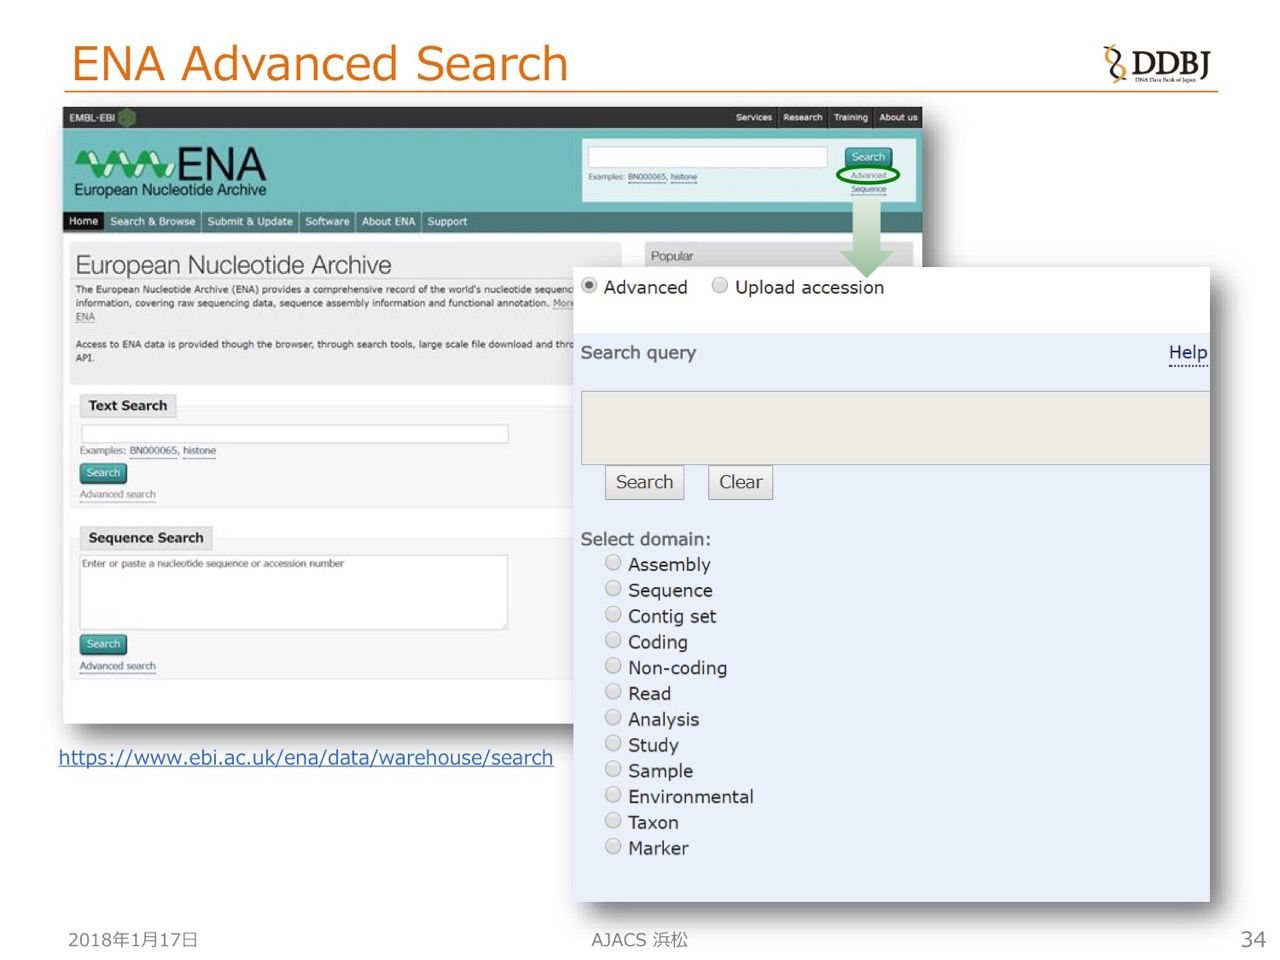 ENA Advanced Search
DDBJ
DNA Data Bank of Japan
EMBL-EBI
Services Research Training About us
ENA
European Nucleotide Archive
Search
Examples: BN000065, histone
Advanced
Sequence
Home Search & Browse Submit & Update Software About ENA Support
European Nucleotide Archive
Popular
The European Nucleotide Archive (ENA) provides a comprehensive record of the world's nucleotide sequenc
information, covering raw sequencing data, sequence assembly information and functional annotation. More
ENA
Access to ENA data is provided though the browser, through search tools, large scale file download and thro
API.
Text Search
Examples: BN000065, histone
Search
Advanced search
Sequence Search
Enter or paste a nucleotide sequence or accession number
Search
Advanced search
Advanced Upload accession
Search query Help
Search Clear
Select domain:
Assembly
Sequence
Contig set
Coding
Non-coding
Read
Analysis
Study
Sample
Environmental
Taxon
Marker
https://www.ebi.ac.uk/ena/data/warehouse/search
2018年1月17日 AJACS 浜松 34